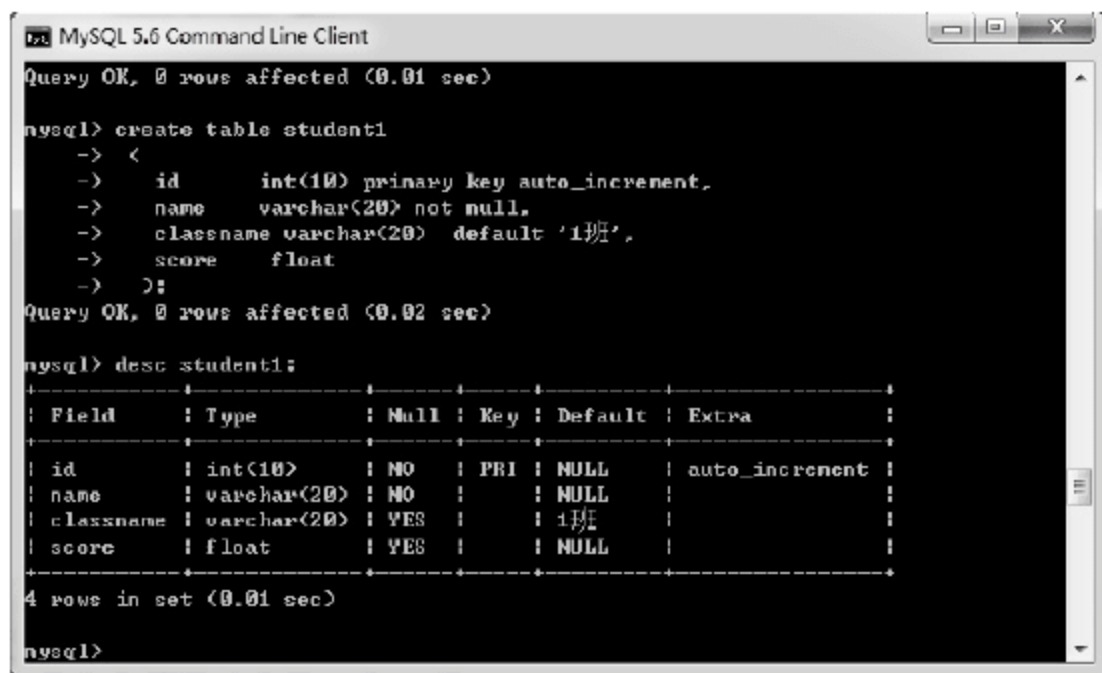 MySQL 5.6 Command Line Client
Query OK, 0 rows affected (0.01 sec)
mysql> create table student1
-> (
-> id int(10) primary key auto_increment,
-> name varchar(20) not null,
-> classname varchar(20) default '1班',
-> score float
-> );
Query OK, 0 rows affected (0.02 sec)
mysql> desc student1;
+-----------+-------------+------+-----+---------+----------------+
| Field | Type | Null | Key | Default | Extra |
+-----------+-------------+------+-----+---------+----------------+
| id | int(10) | NO | PRI | NULL | auto_increment |
| name | varchar(20) | NO | | NULL | |
| classname | varchar(20) | YES | | 1班 | |
| score | float | YES | | NULL | |
+-----------+-------------+------+-----+---------+----------------+
4 rows in set (0.01 sec)
mysql>